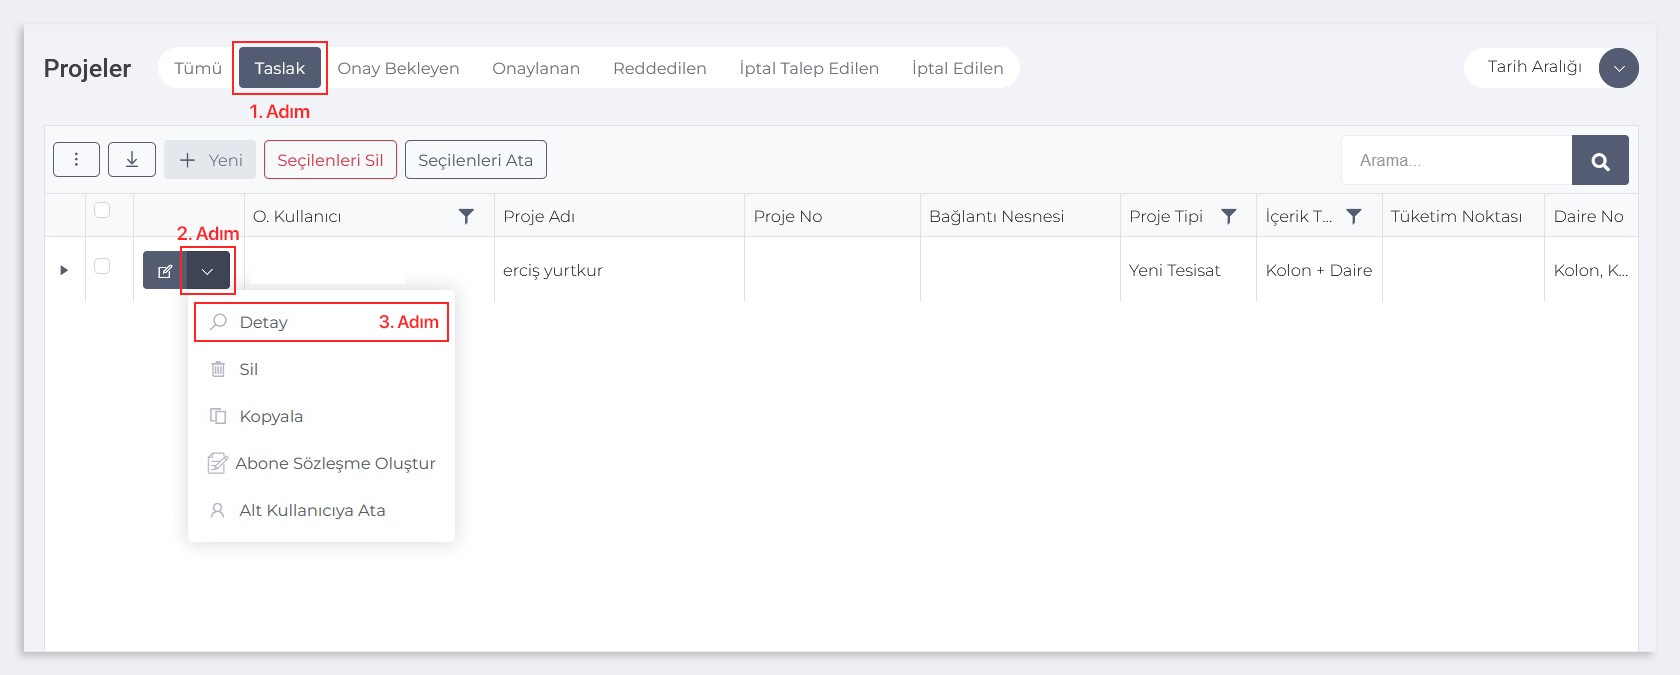 Projeler Tümü Taslak Onay Bekleyen Onaylanan Reddedilen İptal Talep Edilen İptal Edilen Tarih Aralığı
1. Adım
Yeni Seçilenleri Sil Seçilenleri Ata Arama...
O. Kullanıcı Proje Adı Proje No Bağlantı Nesnesi Proje Tipi İçerik T... Tüketim Noktası Daire No
2. Adım
erciş yurtkur Yeni Tesisat Kolon + Daire Kolon, K...
Detay 3. Adım
Sil
Kopyala
Abone Sözleşme Oluştur
Alt Kullanıcıya Ata